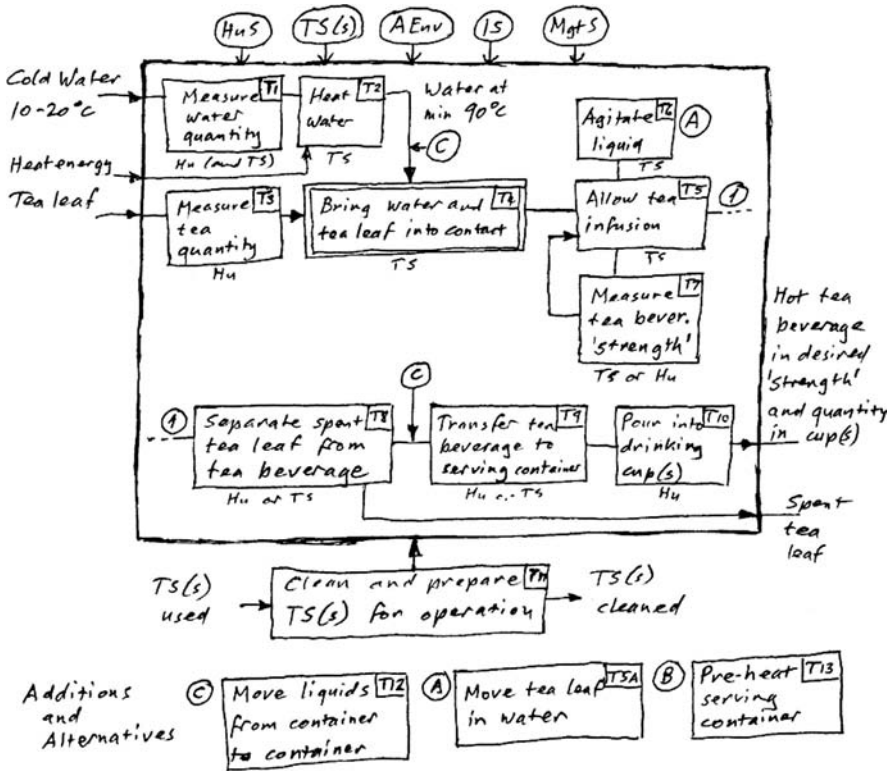 HuS
TS(s)
AEnv
IS
MgtS
Cold Water
10-20°C
Measure
water
quantity
T1
Hu (and TS)
Heat
water
T2
TS
Water at
min 90°C
C
Agitate
liquid
T6
TS
A
Heat energy
Tea leaf
Measure
tea
quantity
T3
Hu
Bring water and
tea leaf into contact
T4
TS
Allow tea
infusion
T5
TS
1
Measure
tea bever.
'strength'
T7
TS or Hu
Hot tea
beverage
in desired
'strength'
and quantity
in cup(s)
1
Separate spent
tea leaf from
tea beverage
T8
Hu or TS
C
Transfer tea
beverage to
serving container
T9
Hu or TS
Pour into
drinking
cup(s)
T10
Hu
Spent
tea
leaf
TS(s)
used
Clean and prepare
TS(s) for operation
T11
TS(s)
cleaned
Additions
and
Alternatives
C
Move liquids
from container
to container
T12
A
Move tea leaf
in water
T5A
B
Pre-heat
serving
container
T13